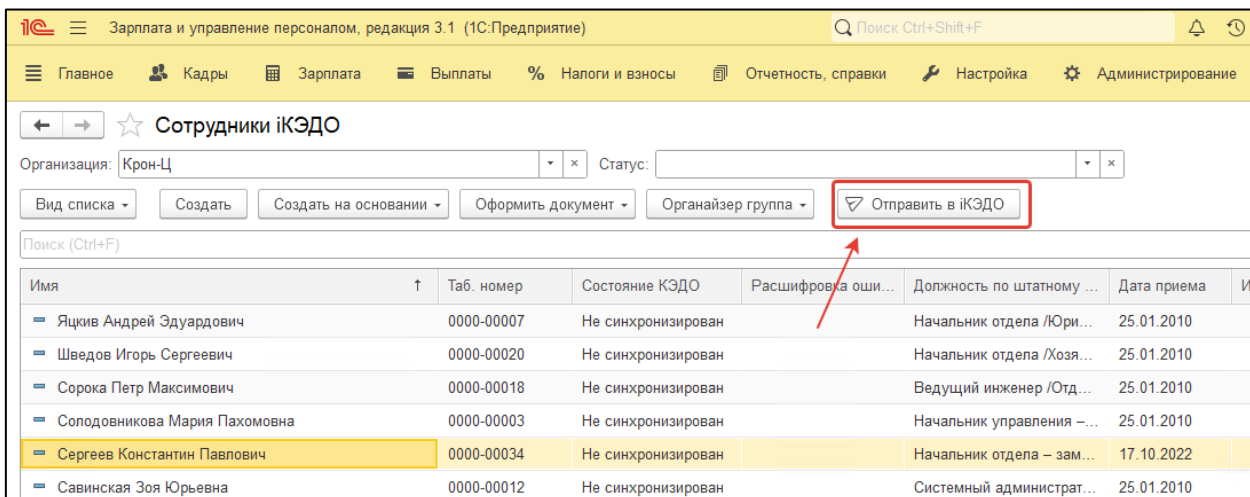 1С Зарплата и управление персоналом, редакция 3.1 (1С:Предприятие) Поиск Ctrl+Shift+F
Главное Кадры Зарплата Выплаты % Налоги и взносы Отчетность, справки Настройка Администрирование
Сотрудники iКЭДО
Организация: Крон-Ц Статус:
Вид списка Создать Создать на основании Оформить документ Органайзер группа Отправить в iКЭДО
Поиск (Ctrl+F)
Имя ↑ Таб. номер Состояние КЭДО Расшифровка оши... Должность по штатному ... Дата приема И
Яцкив Андрей Эдуардович 0000-00007 Не синхронизирован Начальник отдела /Юри... 25.01.2010
Шведов Игорь Сергеевич 0000-00020 Не синхронизирован Начальник отдела /Хозя... 25.01.2010
Сорока Петр Максимович 0000-00018 Не синхронизирован Ведущий инженер /Отд... 25.01.2010
Солодовникова Мария Пахомовна 0000-00003 Не синхронизирован Начальник управления –... 25.01.2010
Сергеев Константин Павлович 0000-00034 Не синхронизирован Начальник отдела – зам... 17.10.2022
Савинская Зоя Юрьевна 0000-00012 Не синхронизирован Системный администрат... 25.01.2010